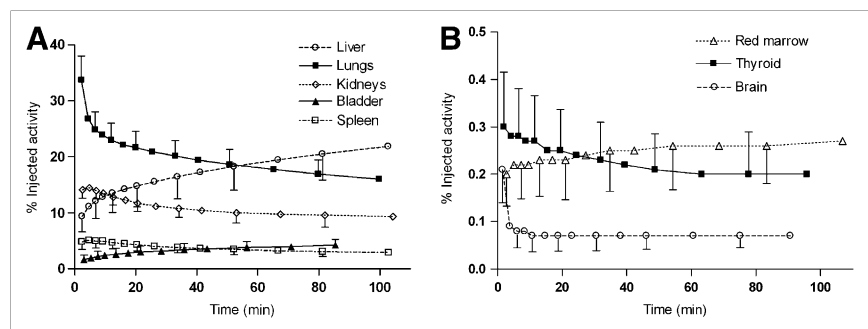 A
Liver
Lungs
Kidneys
Bladder
Spleen
% Injected activity
40
30
20
10
0
0 20 40 60 80 100
Time (min)
B
Red marrow
Thyroid
Brain
% Injected activity
0.5
0.4
0.3
0.2
0.1
0.0
0 20 40 60 80 100
Time (min)